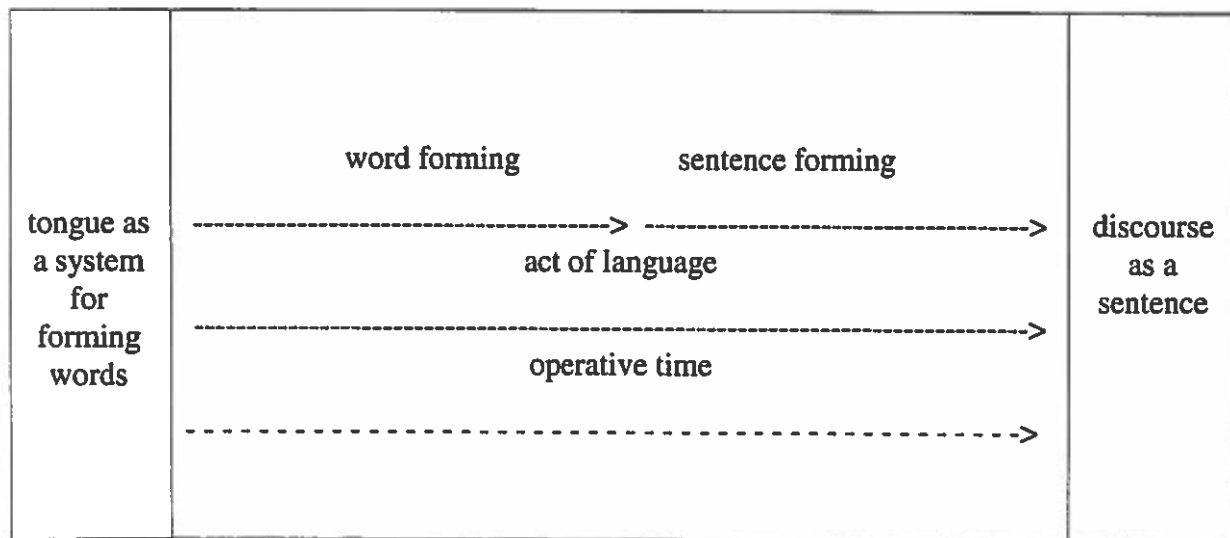 tongue as
a system
for
forming
words
word forming
sentence forming
act of language
operative time
discourse
as a
sentence